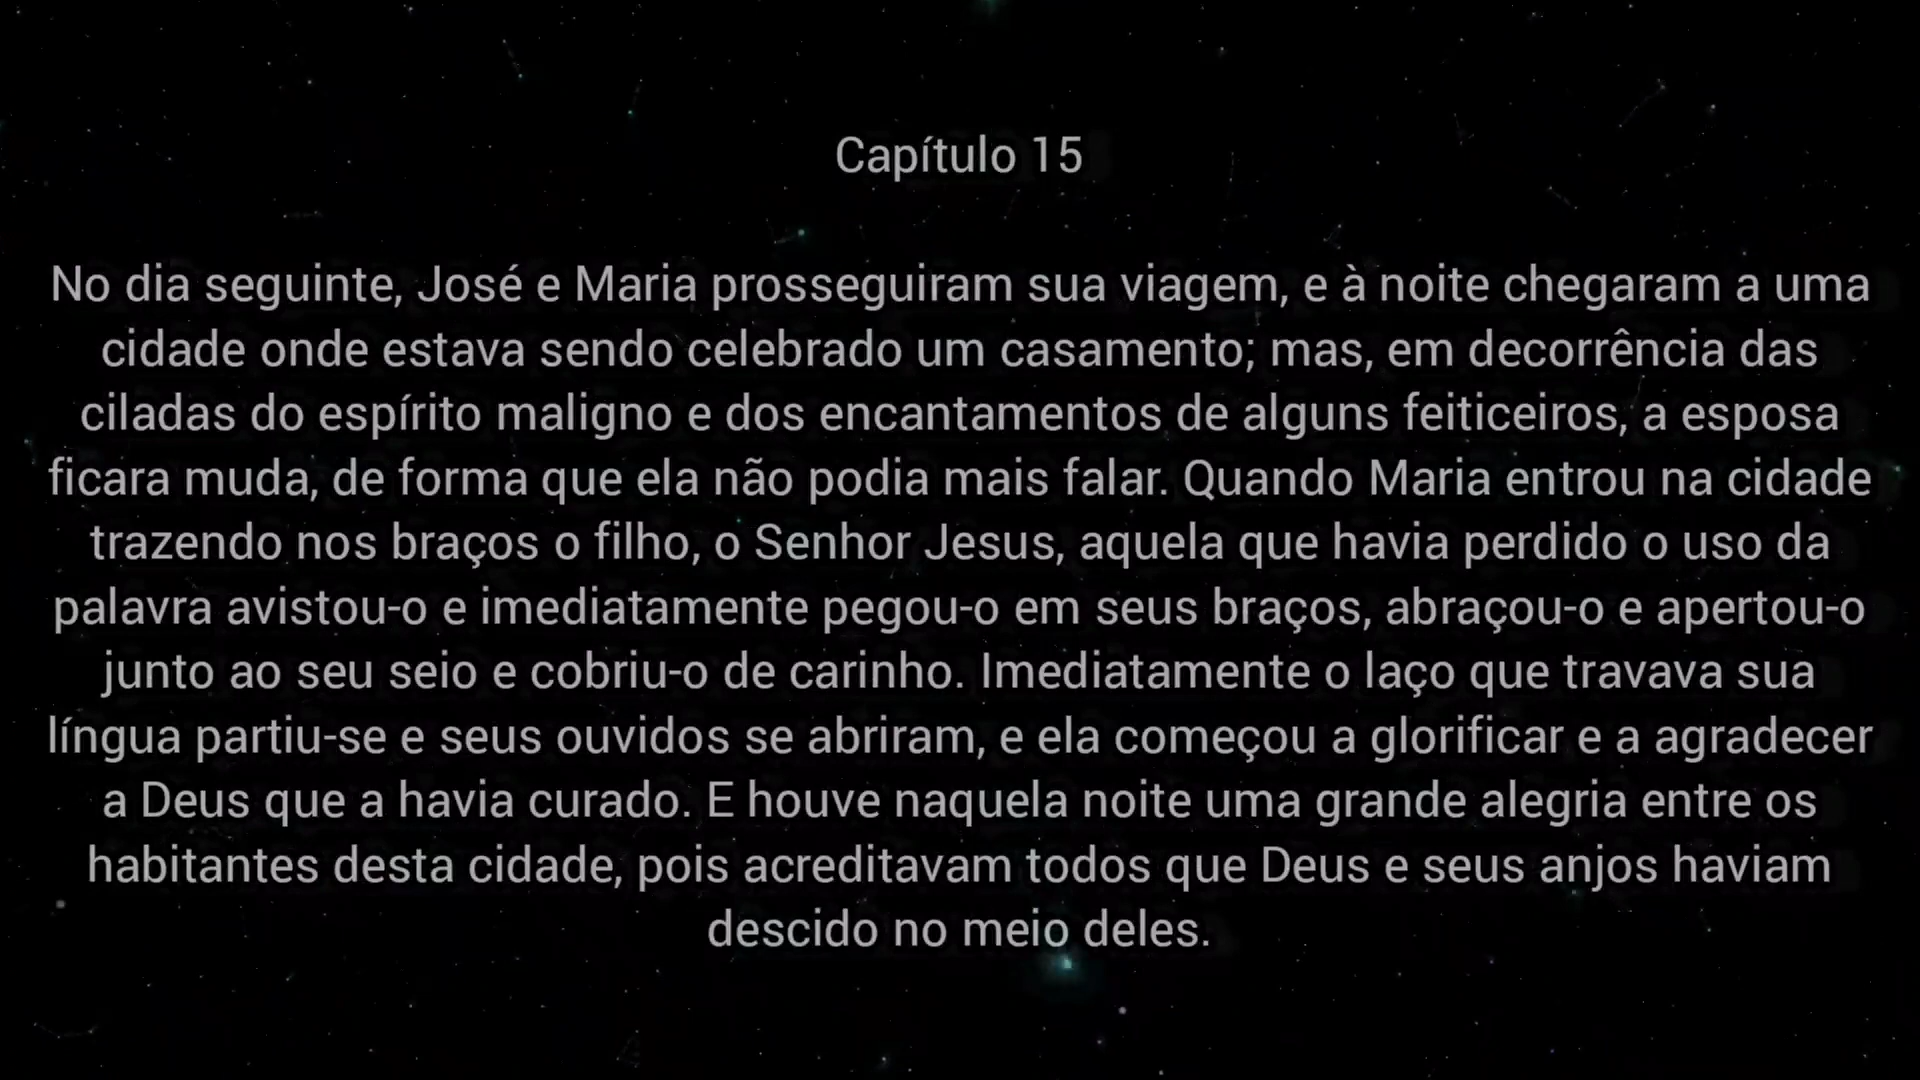 Capítulo 15
No dia seguinte, José e Maria prosseguiram sua viagem, e à noite chegaram a uma
cidade onde estava sendo celebrado um casamento; mas, em decorrência das
ciladas do espírito maligno e dos encantamentos de alguns feiticeiros, a esposa
ficara muda, de forma que ela não podia mais falar. Quando Maria entrou na cidade
trazendo nos braços o filho, o Senhor Jesus, aquela que havia perdido o uso da
palavra avistou-o e imediatamente pegou-o em seus braços, abraçou-o e apertou-o
junto ao seu seio e cobriu-o de carinho. Imediatamente o laço que travava sua
língua partiu-se e seus ouvidos se abriram, e ela começou a glorificar e a agradecer
a Deus que a havia curado. E houve naquela noite uma grande alegria entre os
habitantes desta cidade, pois acreditavam todos que Deus e seus anjos haviam
descido no meio deles.